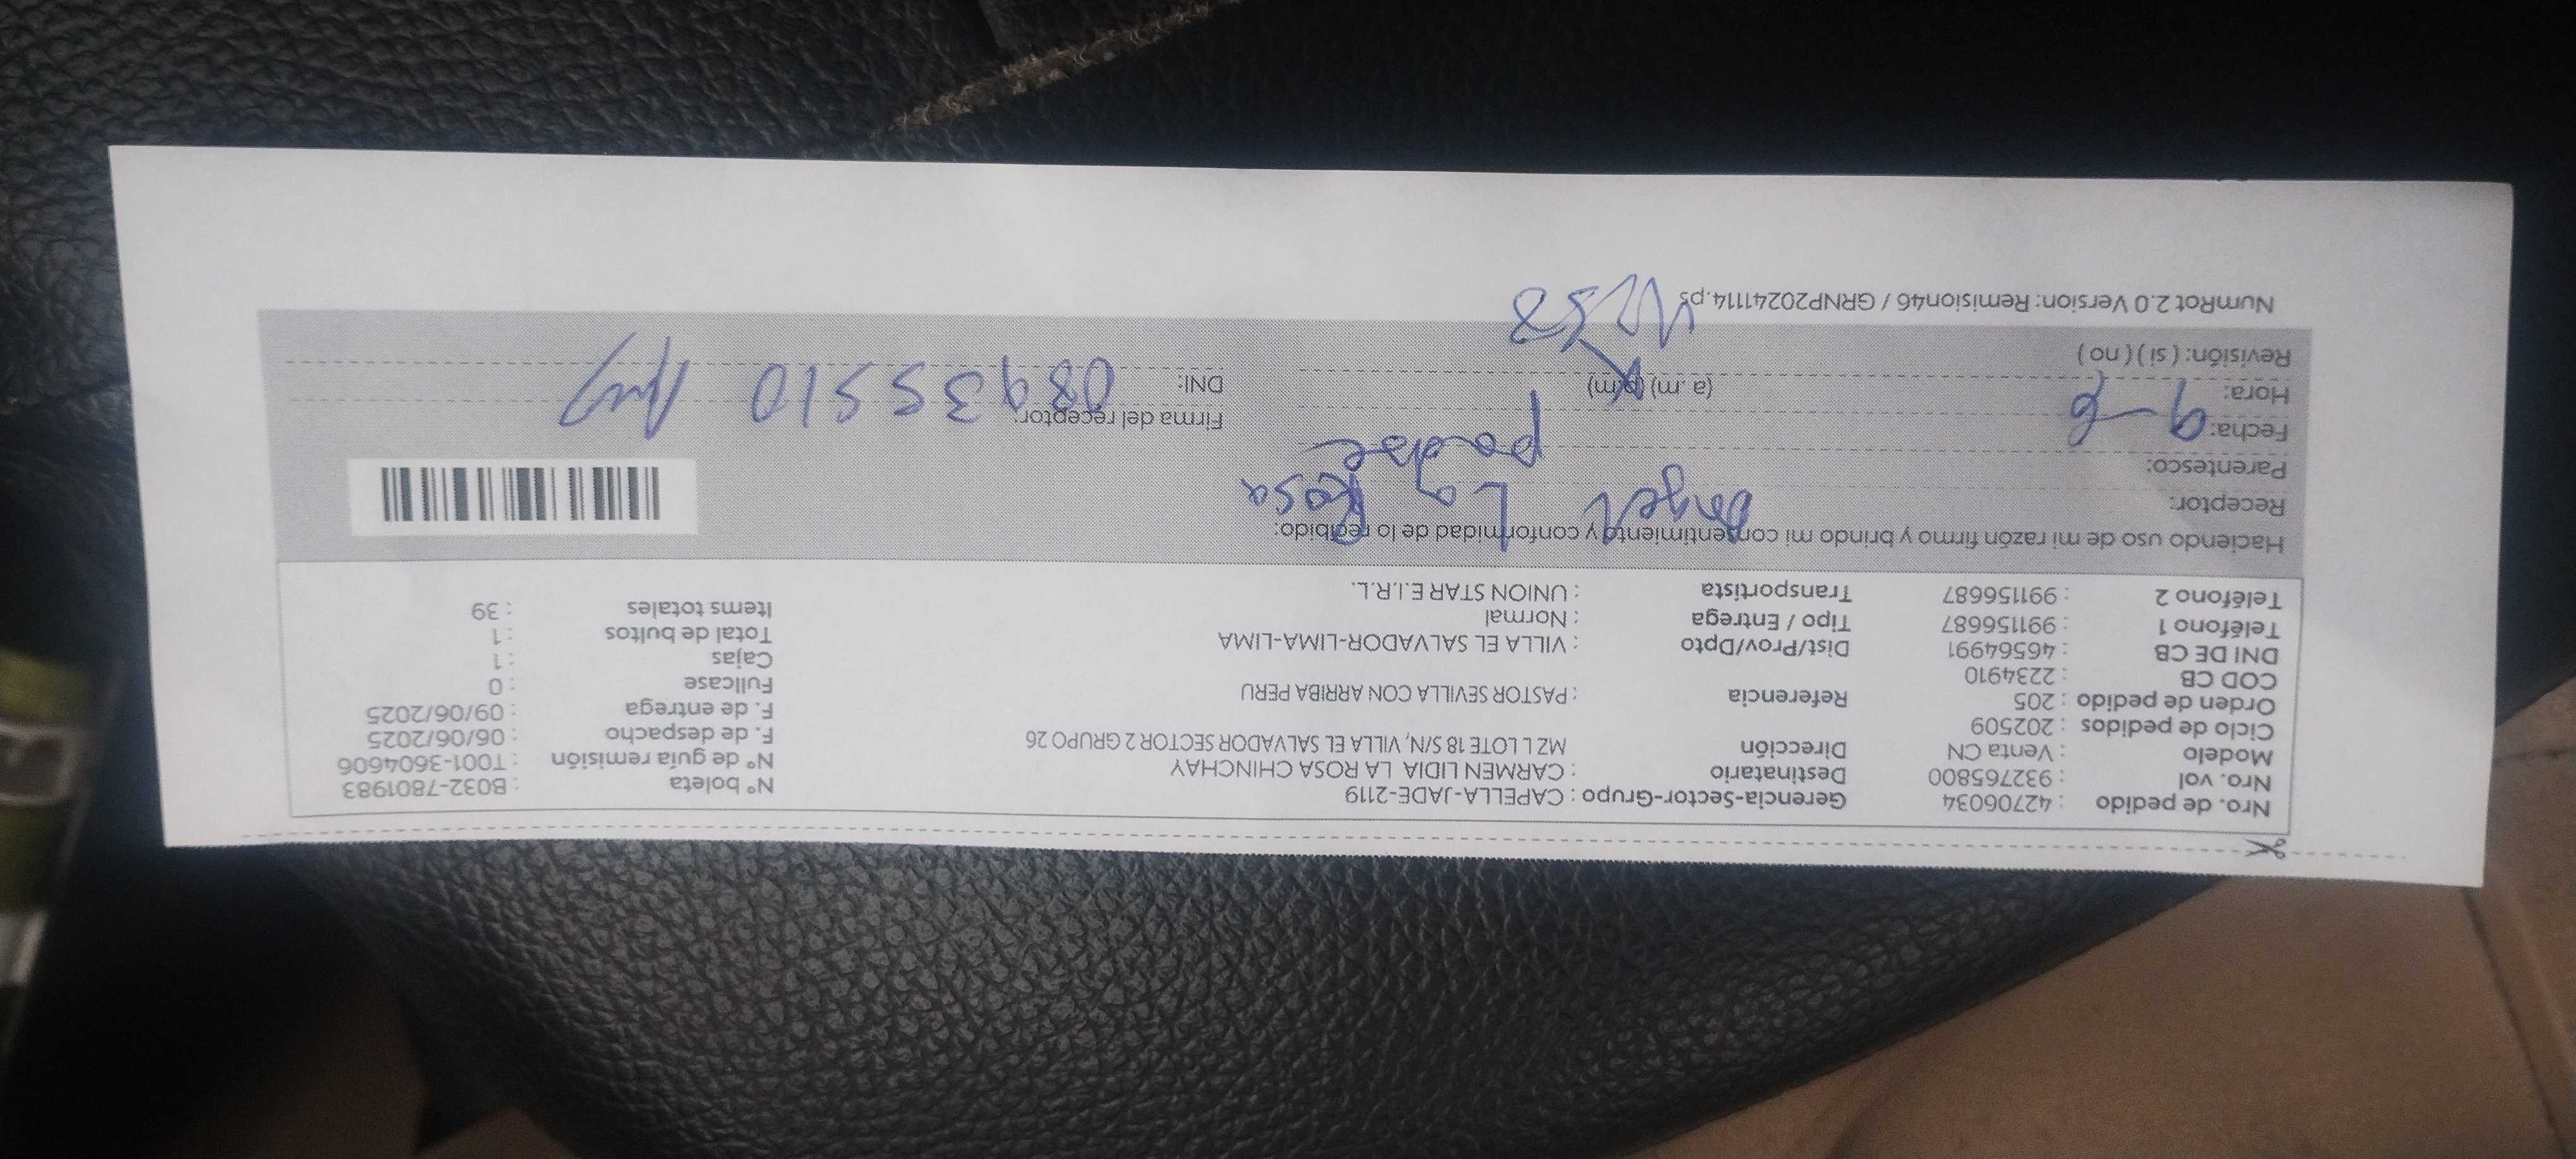 Nro. de pedido : 42706034 Gerencia-Sector-Grupo : CAPELLA-JADE-2119 N° boleta : B032-7801983
Nro. vol : 932765800 Destinatario : CARMEN LIDIA LA ROSA CHINCHAY N° de guía remisión : T001-3604606
Modelo : Venta CN Dirección MZ L LOTE 18 S/N, VILLA EL SALVADOR SECTOR 2 GRUPO 26 F. de despacho : 06/06/2025
Ciclo de pedidos : 202509 F. de entrega : 09/06/2025
Orden de pedido : 205 Referencia : PASTOR SEVILLA CON ARRIBA PERU Fullcase : 0
COD CB : 2234910 Cajas : 1
DNI DE CB : 46564991 Dist/Prov/Dpto : VILLA EL SALVADOR-LIMA-LIMA Total de bultos : 1
Teléfono 1 : 991156687 Tipo / Entrega : Normal Items totales : 39
Teléfono 2 : 991156687 Transportista : UNION STAR E.I.R.L.
Haciendo uso de mi razón firmo y brindo mi consentimiento y conformidad de lo recibido:
Receptor: Angel La Rosa
Parentesco: padre
Fecha: 9-6 Firma del receptor:
Hora: (a.m) (p.m) DNI: 08935510
Revisión: ( si ) ( no )
NumRot 2.0 Version: Remision46 / GRNP20241114.ps